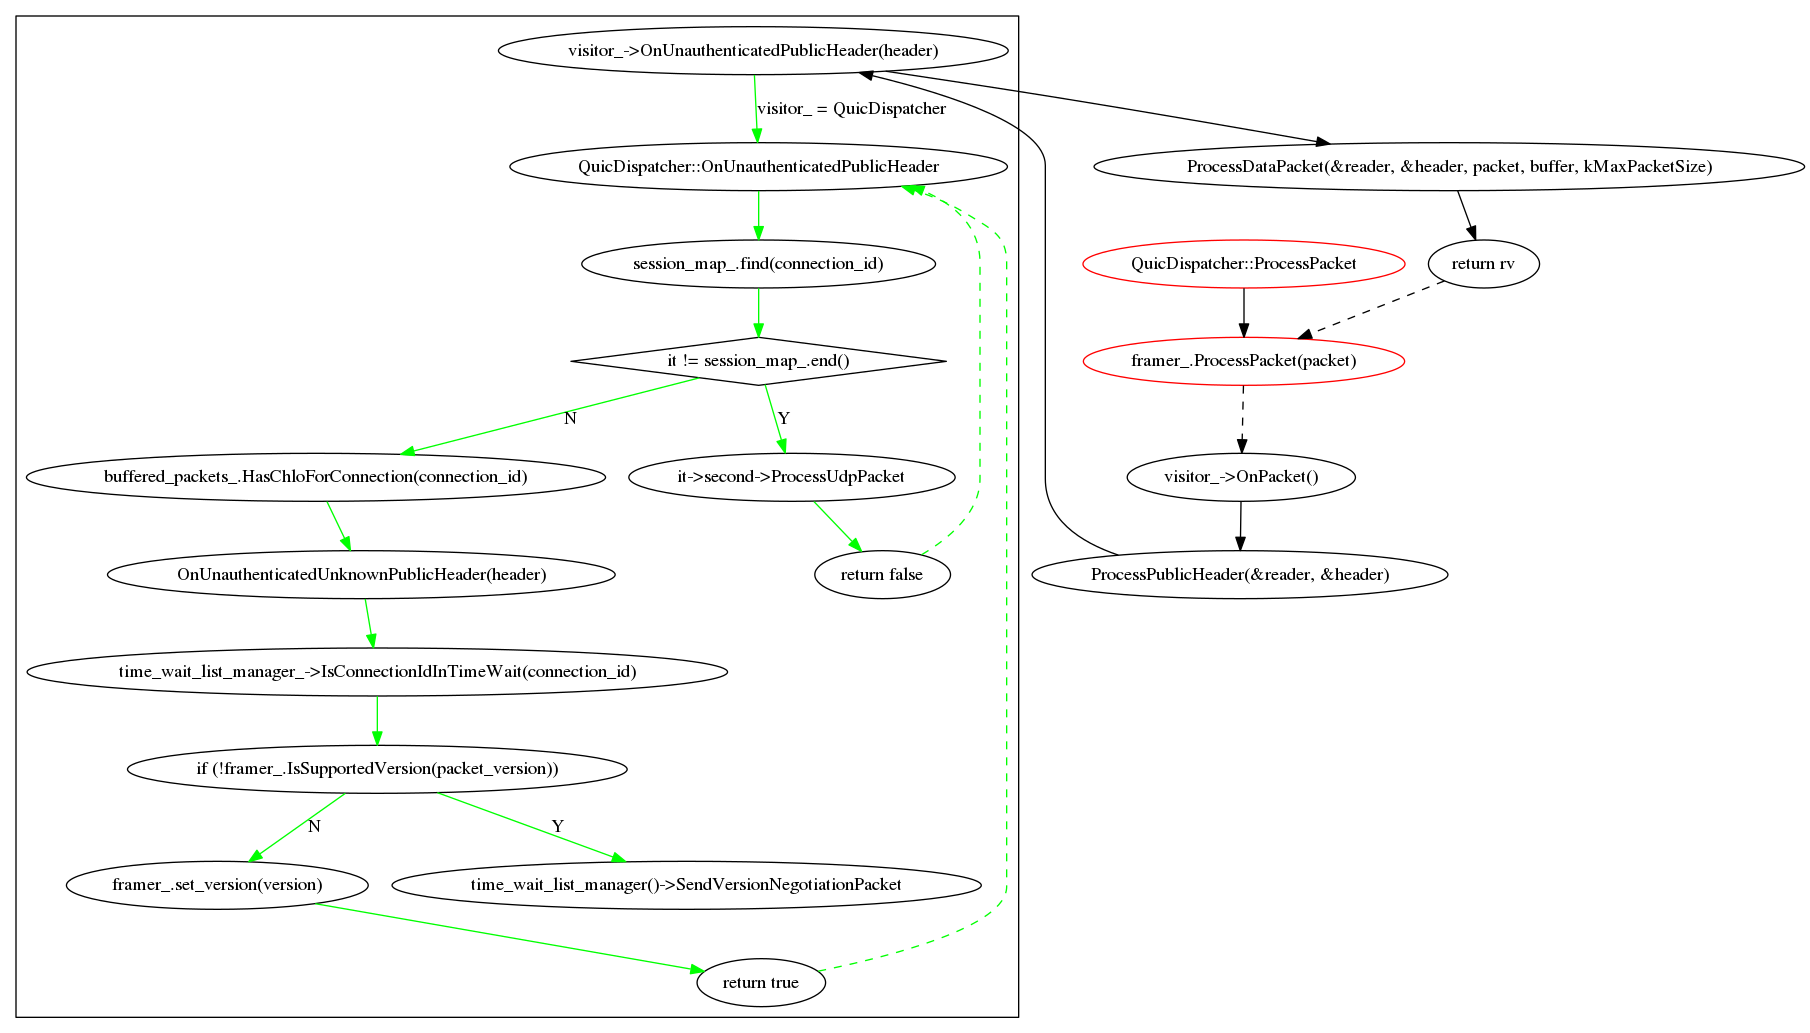 visitor_->OnUnauthenticatedPublicHeader(header)
visitor_ = QuicDispatcher
QuicDispatcher::OnUnauthenticatedPublicHeader
ProcessDataPacket(&reader, &header, packet, buffer, kMaxPacketSize)
session_map_.find(connection_id)
QuicDispatcher::ProcessPacket
return rv
it != session_map_.end()
framer_.ProcessPacket(packet)
N
Y
buffered_packets_.HasChloForConnection(connection_id)
it->second->ProcessUdpPacket
visitor_->OnPacket()
OnUnauthenticatedUnknownPublicHeader(header)
return false
ProcessPublicHeader(&reader, &header)
time_wait_list_manager_->IsConnectionIdInTimeWait(connection_id)
if (!framer_.IsSupportedVersion(packet_version))
N
Y
framer_.set_version(version)
time_wait_list_manager()->SendVersionNegotiationPacket
return true